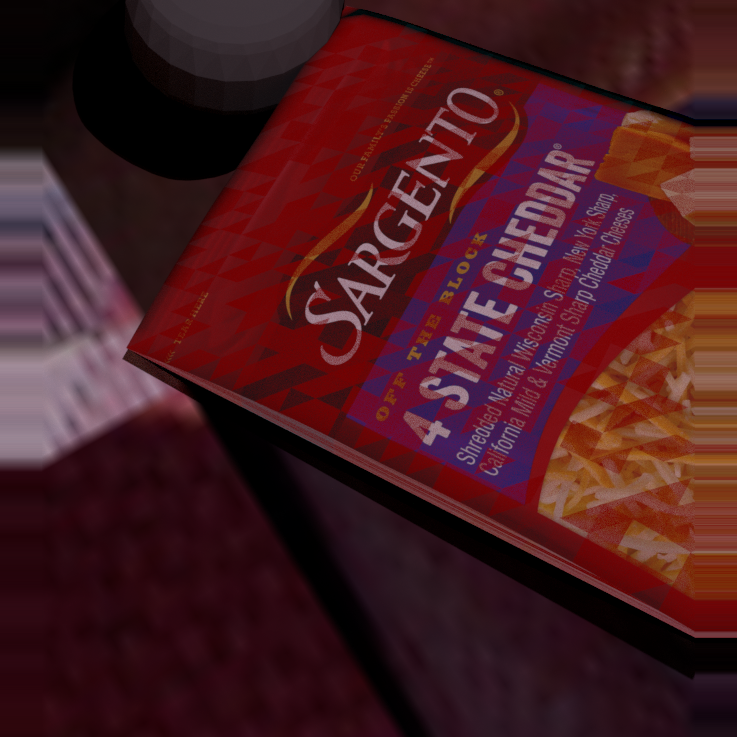 OUR FAMILY'S PASSION IS CHEESE™
SARGENTO®
OFF THE BLOCK
4 STATE CHEDDAR®
Shredded Natural Wisconsin Sharp, New York Sharp,
California Mild & Vermont Sharp Cheddar Cheeses